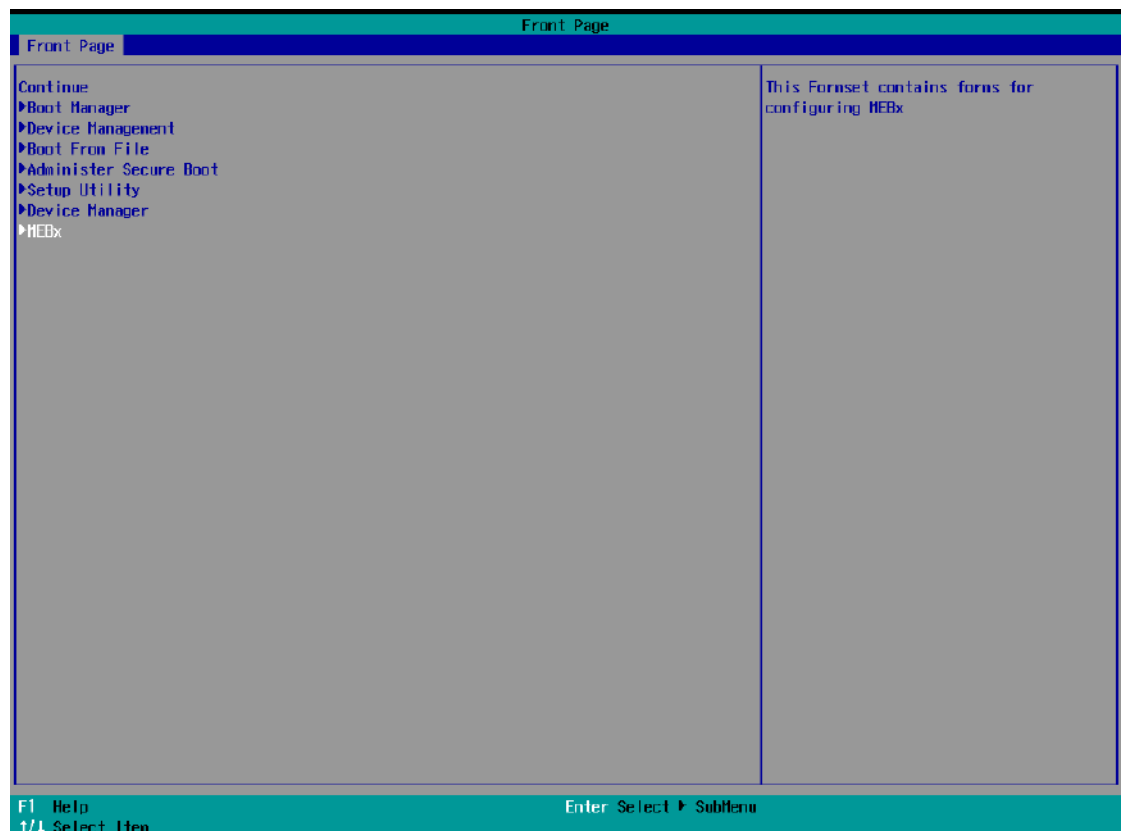 Front Page
Front Page
Continue
▶Boot Manager
▶Device Management
▶Boot From File
▶Administer Secure Boot
▶Setup Utility
▶Device Manager
▶MEBx
This Formset contains forms for
configuring MEBx
F1 Help
Enter Select ▶ SubMenu
↑/↓ Select Item